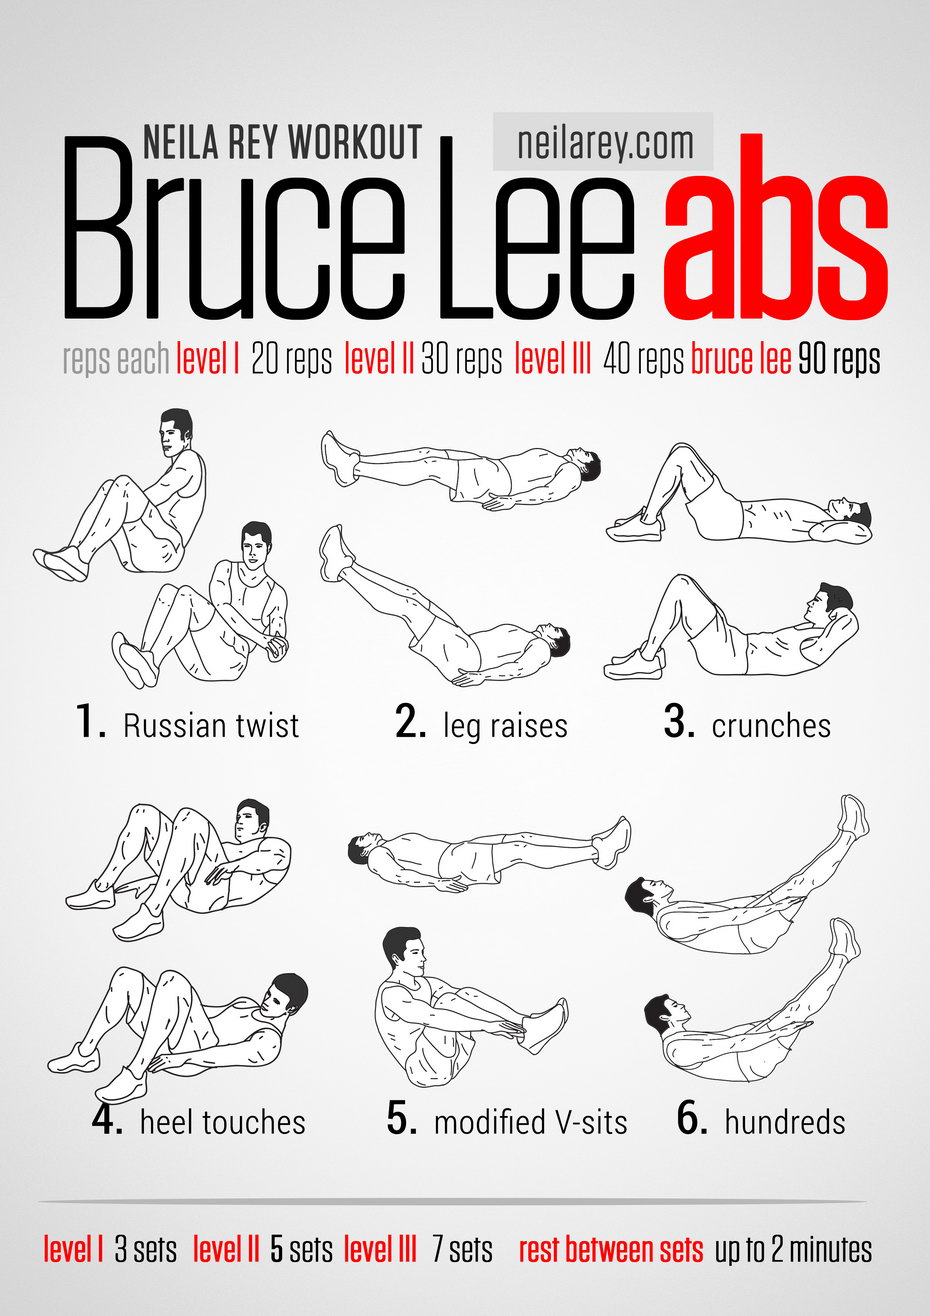 NEILA REY WORKOUT neilarey.com
Bruce Lee abs
reps each level I 20 reps level II 30 reps level III 40 reps bruce lee 90 reps
1. Russian twist 2. leg raises 3. crunches
4. heel touches 5. modified V-sits 6. hundreds
level I 3 sets level II 5 sets level III 7 sets rest between sets up to 2 minutes